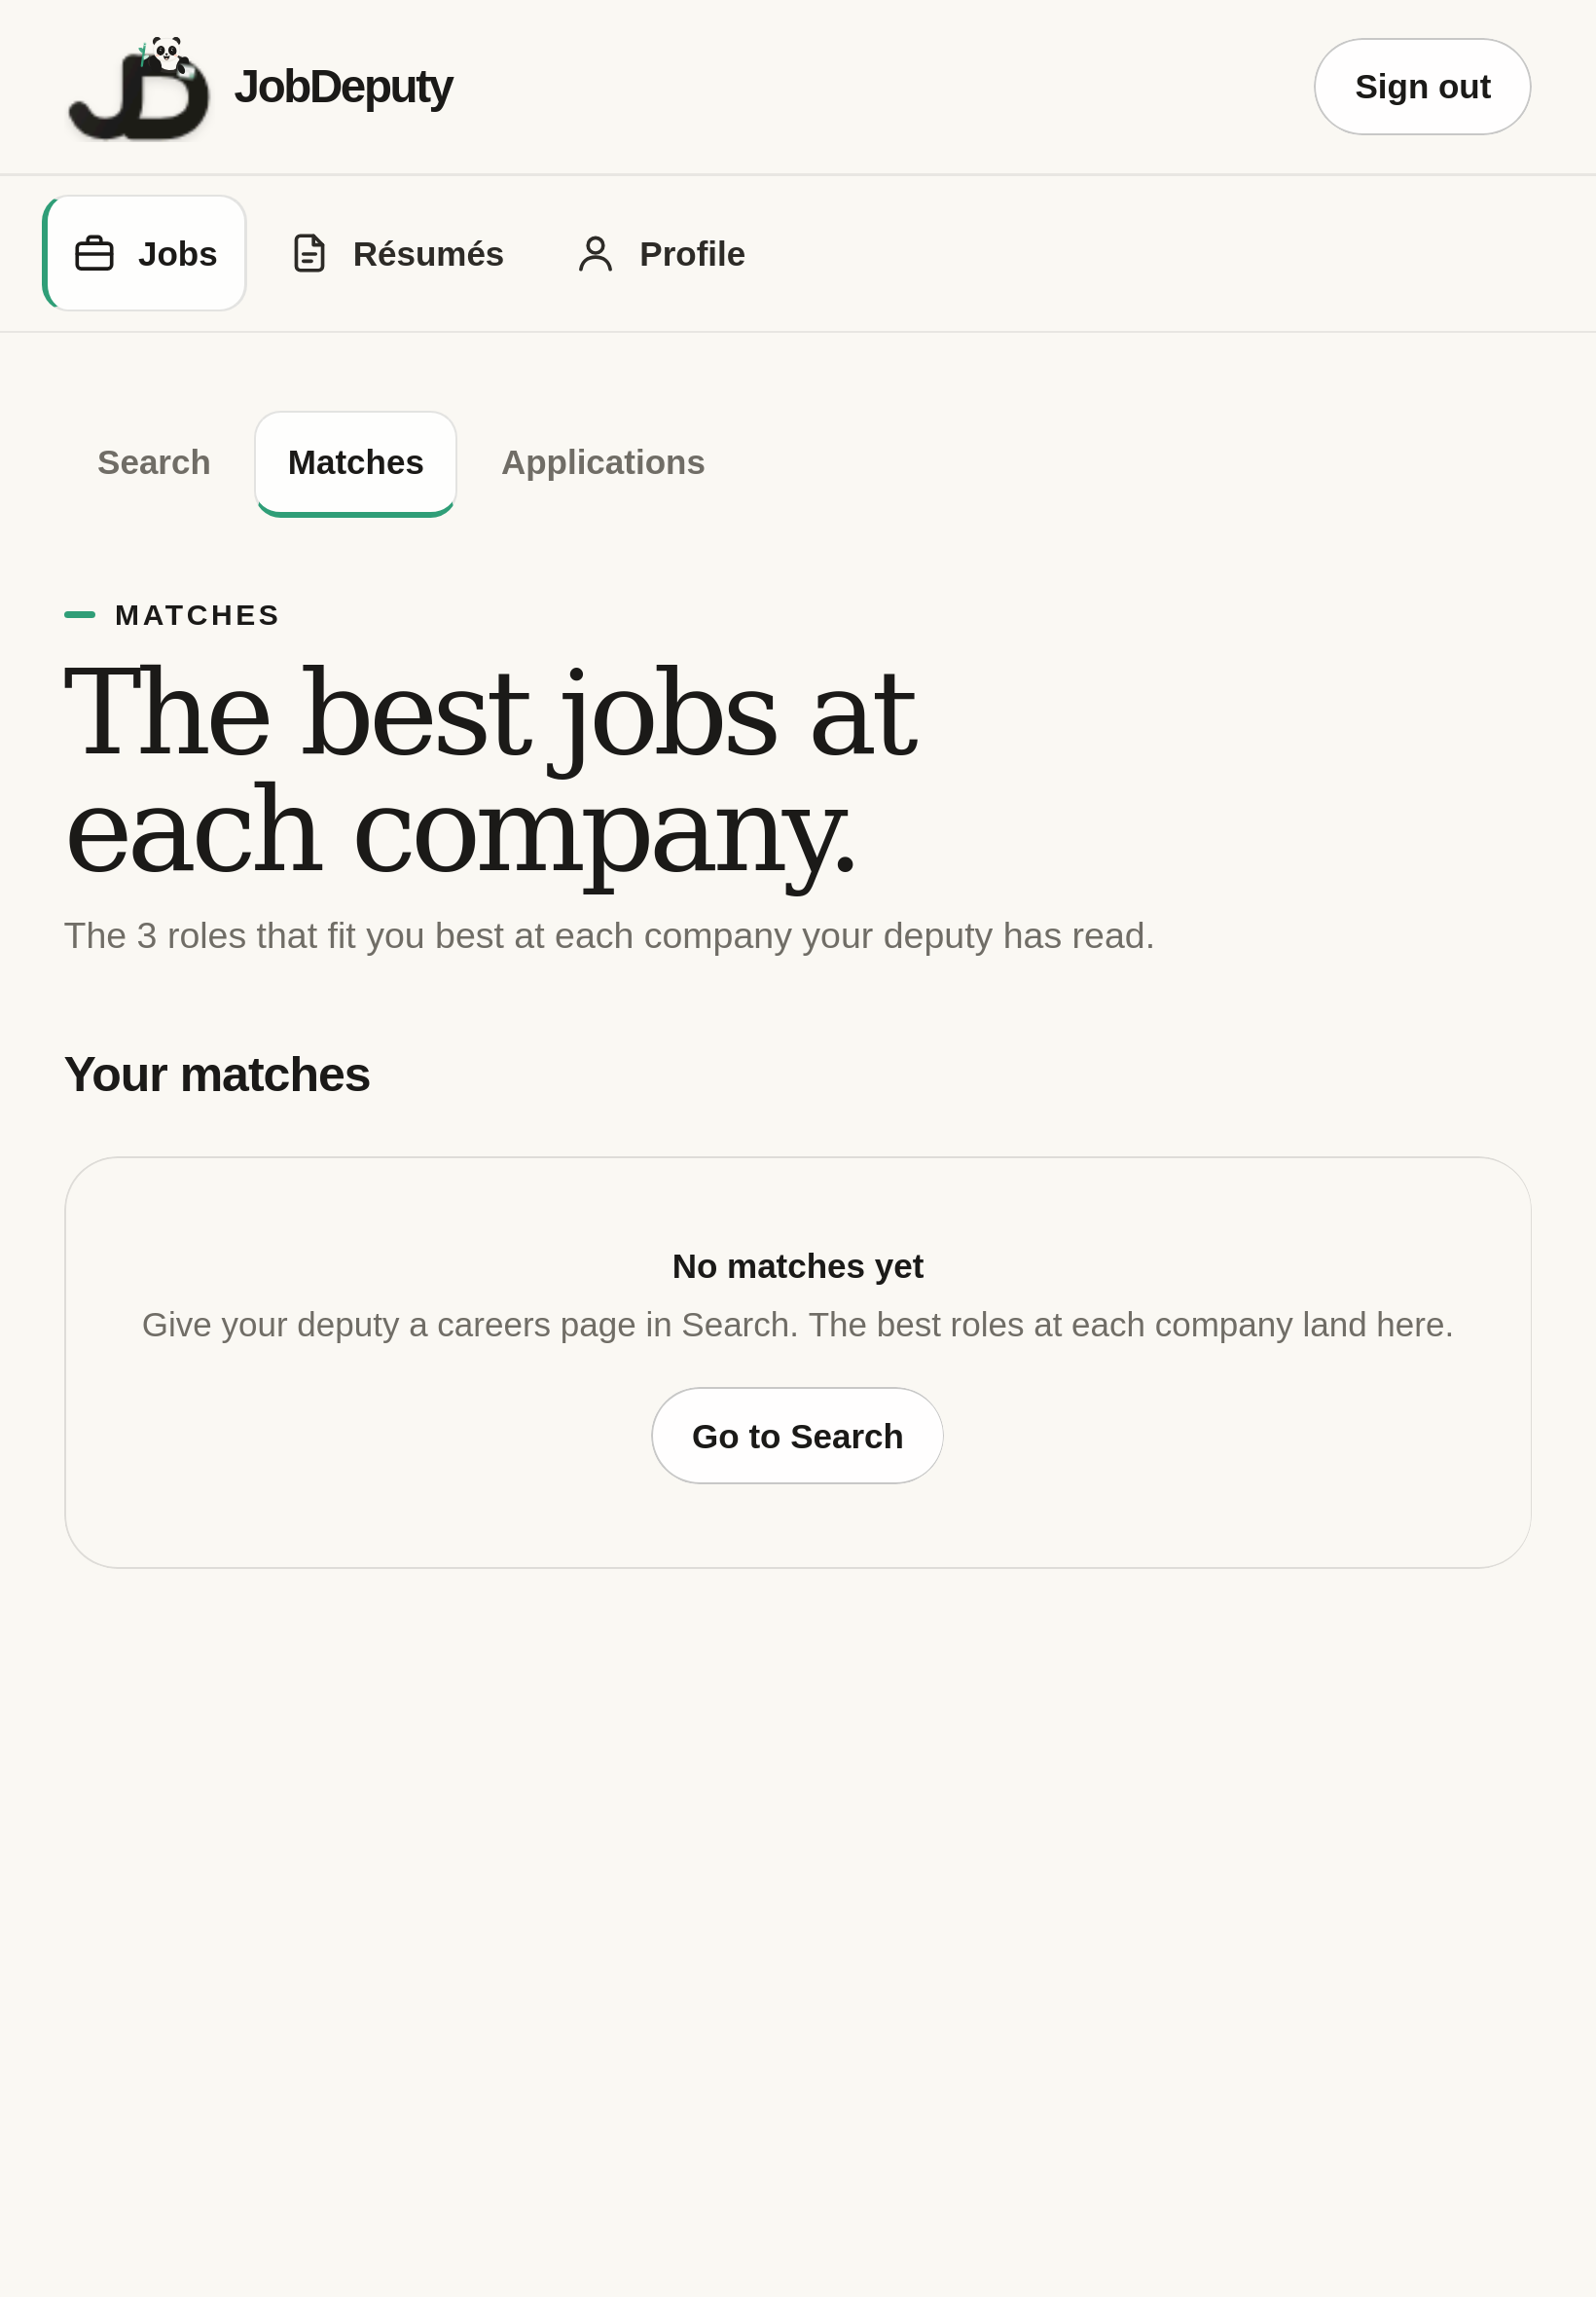 JD
JobDeputy
Sign out
Jobs
Résumés
Profile
Search
Matches
Applications
MATCHES
The best jobs at
each company.
The 3 roles that fit you best at each company your deputy has read.
Your matches
No matches yet
Give your deputy a careers page in Search. The best roles at each company land here.
Go to Search